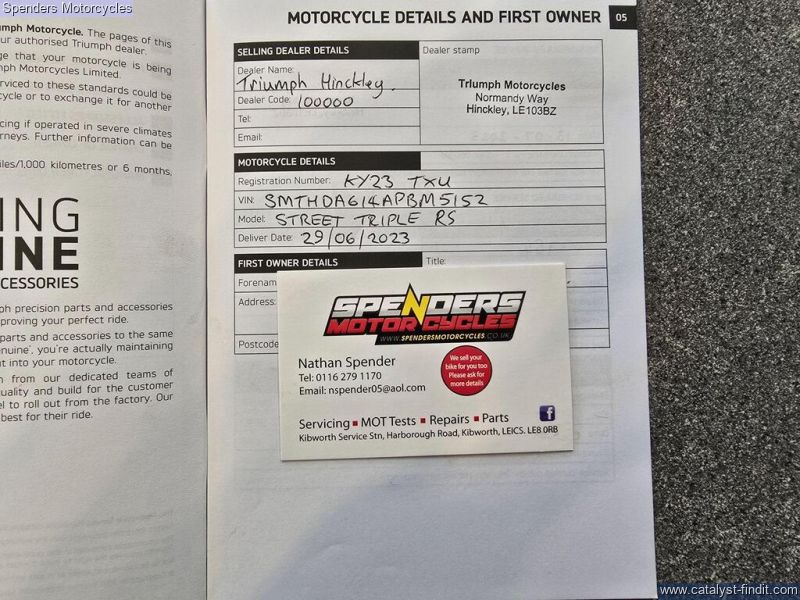 Spenders Motorcycles
MOTORCYCLE DETAILS AND FIRST OWNER 05
umph Motorcycle. The pages of this
ur authorised Triumph dealer.
ge that your motorcycle is being
mph Motorcycles Limited.
erviced to these standards could be
cycle or to exchange it for another
cing if operated in severe climates
urneys. Further information can be
iles/1,000 kilometres or 6 months,
ING
INE
CCESSORIES
ph precision parts and accessories
proving your perfect ride.
parts and accessories to the same
enuine', you're actually maintaining
ut into your motorcycle.
n from our dedicated teams of
uality and build for the customer
el to roll out from the factory. Our
best for their ride.
SELLING DEALER DETAILS
Dealer stamp
Dealer Name: Triumph Hinckley.
Dealer Code: 100000
Tel:
Email:
Triumph Motorcycles
Normandy Way
Hinckley, LE103BZ
MOTORCYCLE DETAILS
Registration Number: KY23 TXU
VIN: SMTHDA614APBM5152
Model: STREET TRIPLE RS
Deliver Date: 29/06/2023
FIRST OWNER DETAILS
Title:
Forenam
Address:
Postcode
SPENDERS
MOTORCYCLES
WWW.SPENDERSMOTORCYCLES.CO.UK
Nathan Spender
Tel: 0116 279 1170
Email: nspender05@aol.com
We sell your
bike for you too
Please ask for
more details
Servicing ▪ MOT Tests ▪ Repairs ▪ Parts
f
Kibworth Service Stn, Harborough Road, Kibworth, LEICS. LE8 0RB
www.catalyst-findit.com